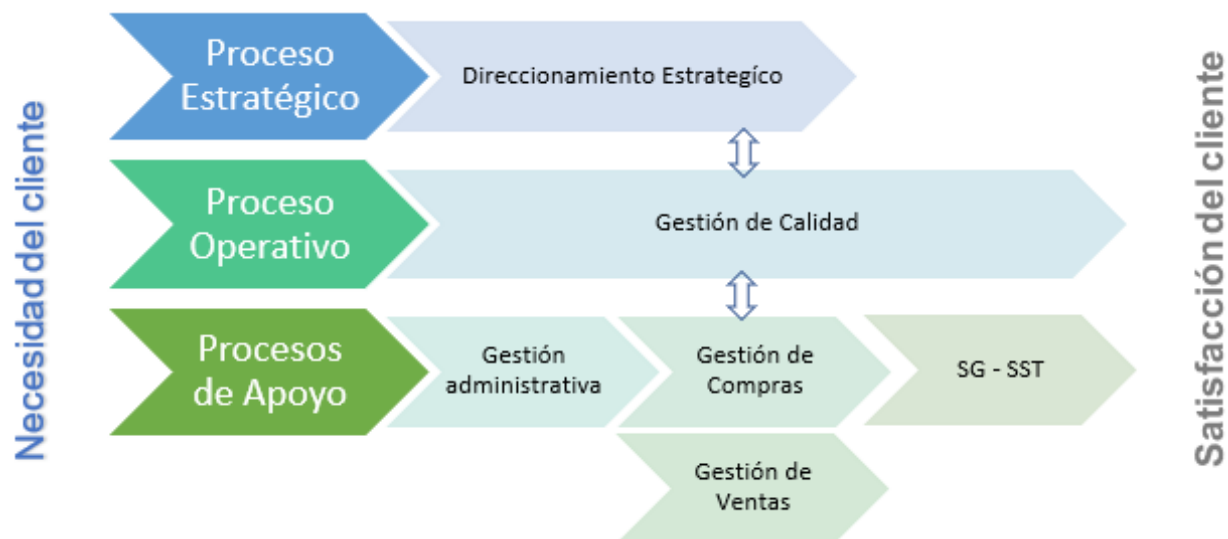 Necesidad del cliente
Proceso
Estratégico
Direccionamiento Estrategíco
Proceso
Operativo
Gestión de Calidad
Procesos
de Apoyo
Gestión
administrativa
Gestión de
Compras
SG - SST
Gestión de
Ventas
Satisfacción del cliente